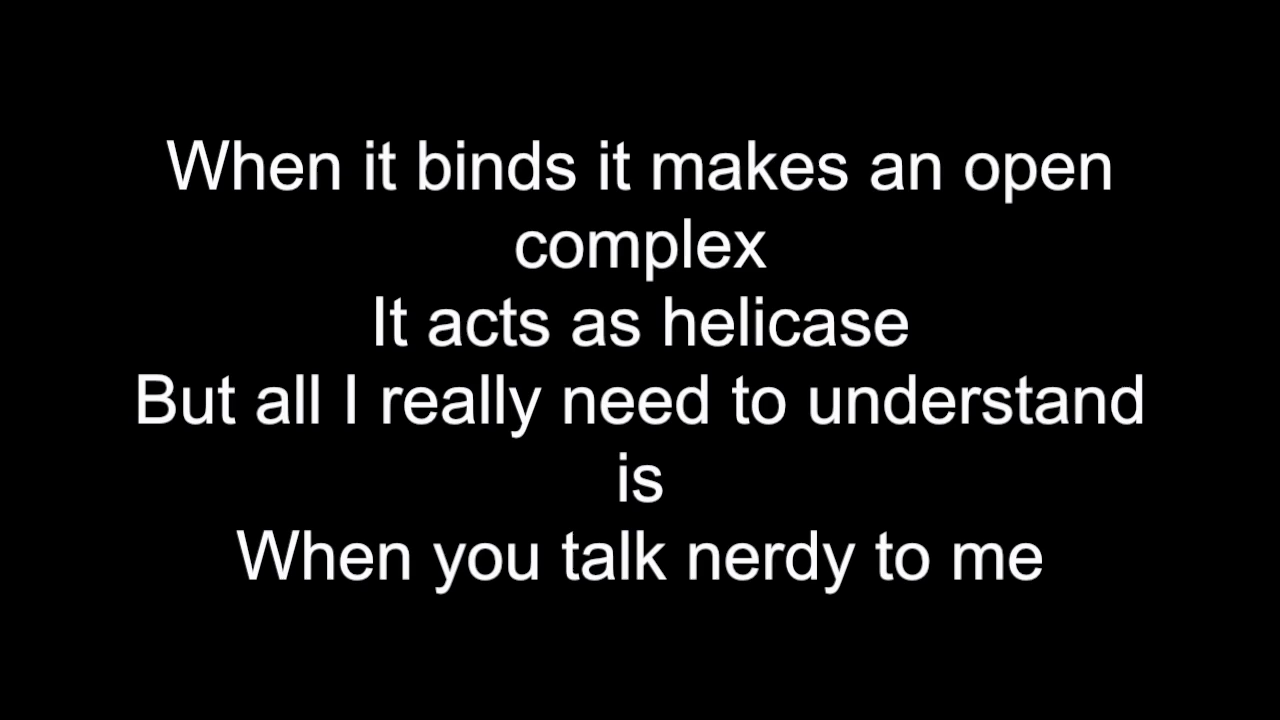 When it binds it makes an open
complex
It acts as helicase
But all I really need to understand
is
When you talk nerdy to me